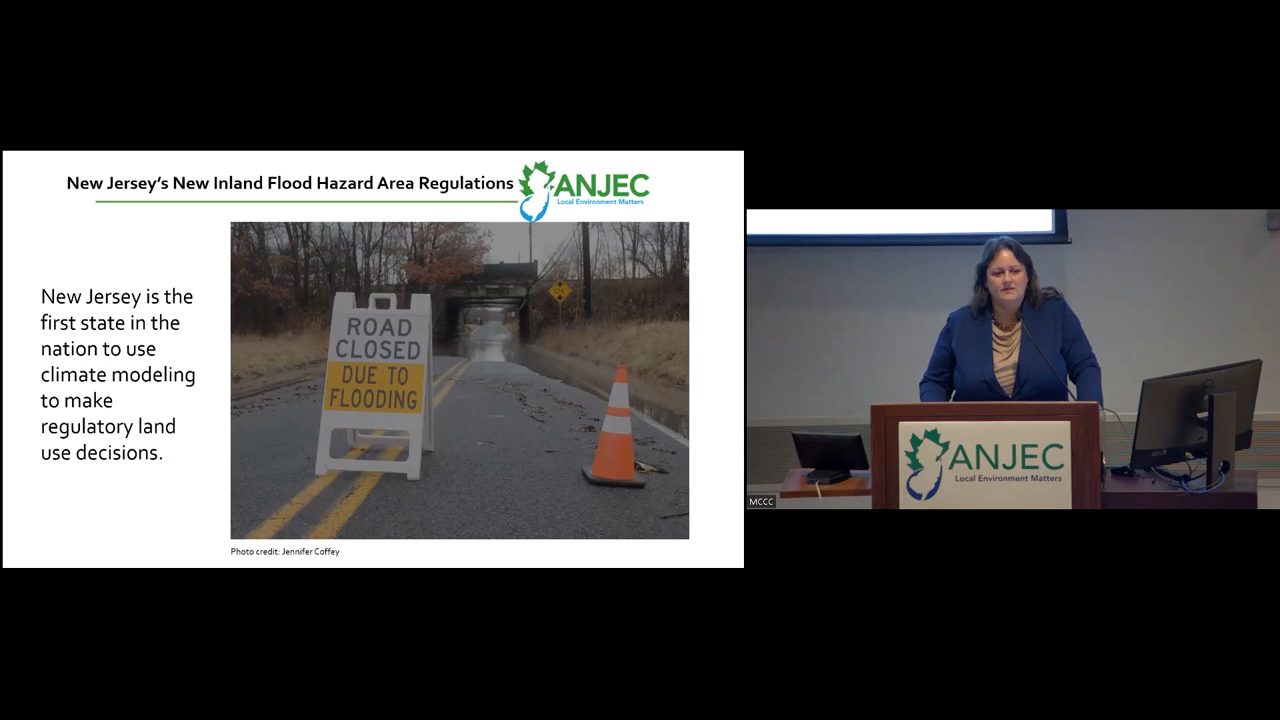 New Jersey's New Inland Flood Hazard Area Regulations
ANJEC
Local Environment Matters
New Jersey is the
first state in the
nation to use
climate modeling
to make
regulatory land
use decisions.
ROAD
CLOSED
DUE TO
FLOODING
Photo credit: Jennifer Coffey
ANJEC
Local Environment Matters
MCCC